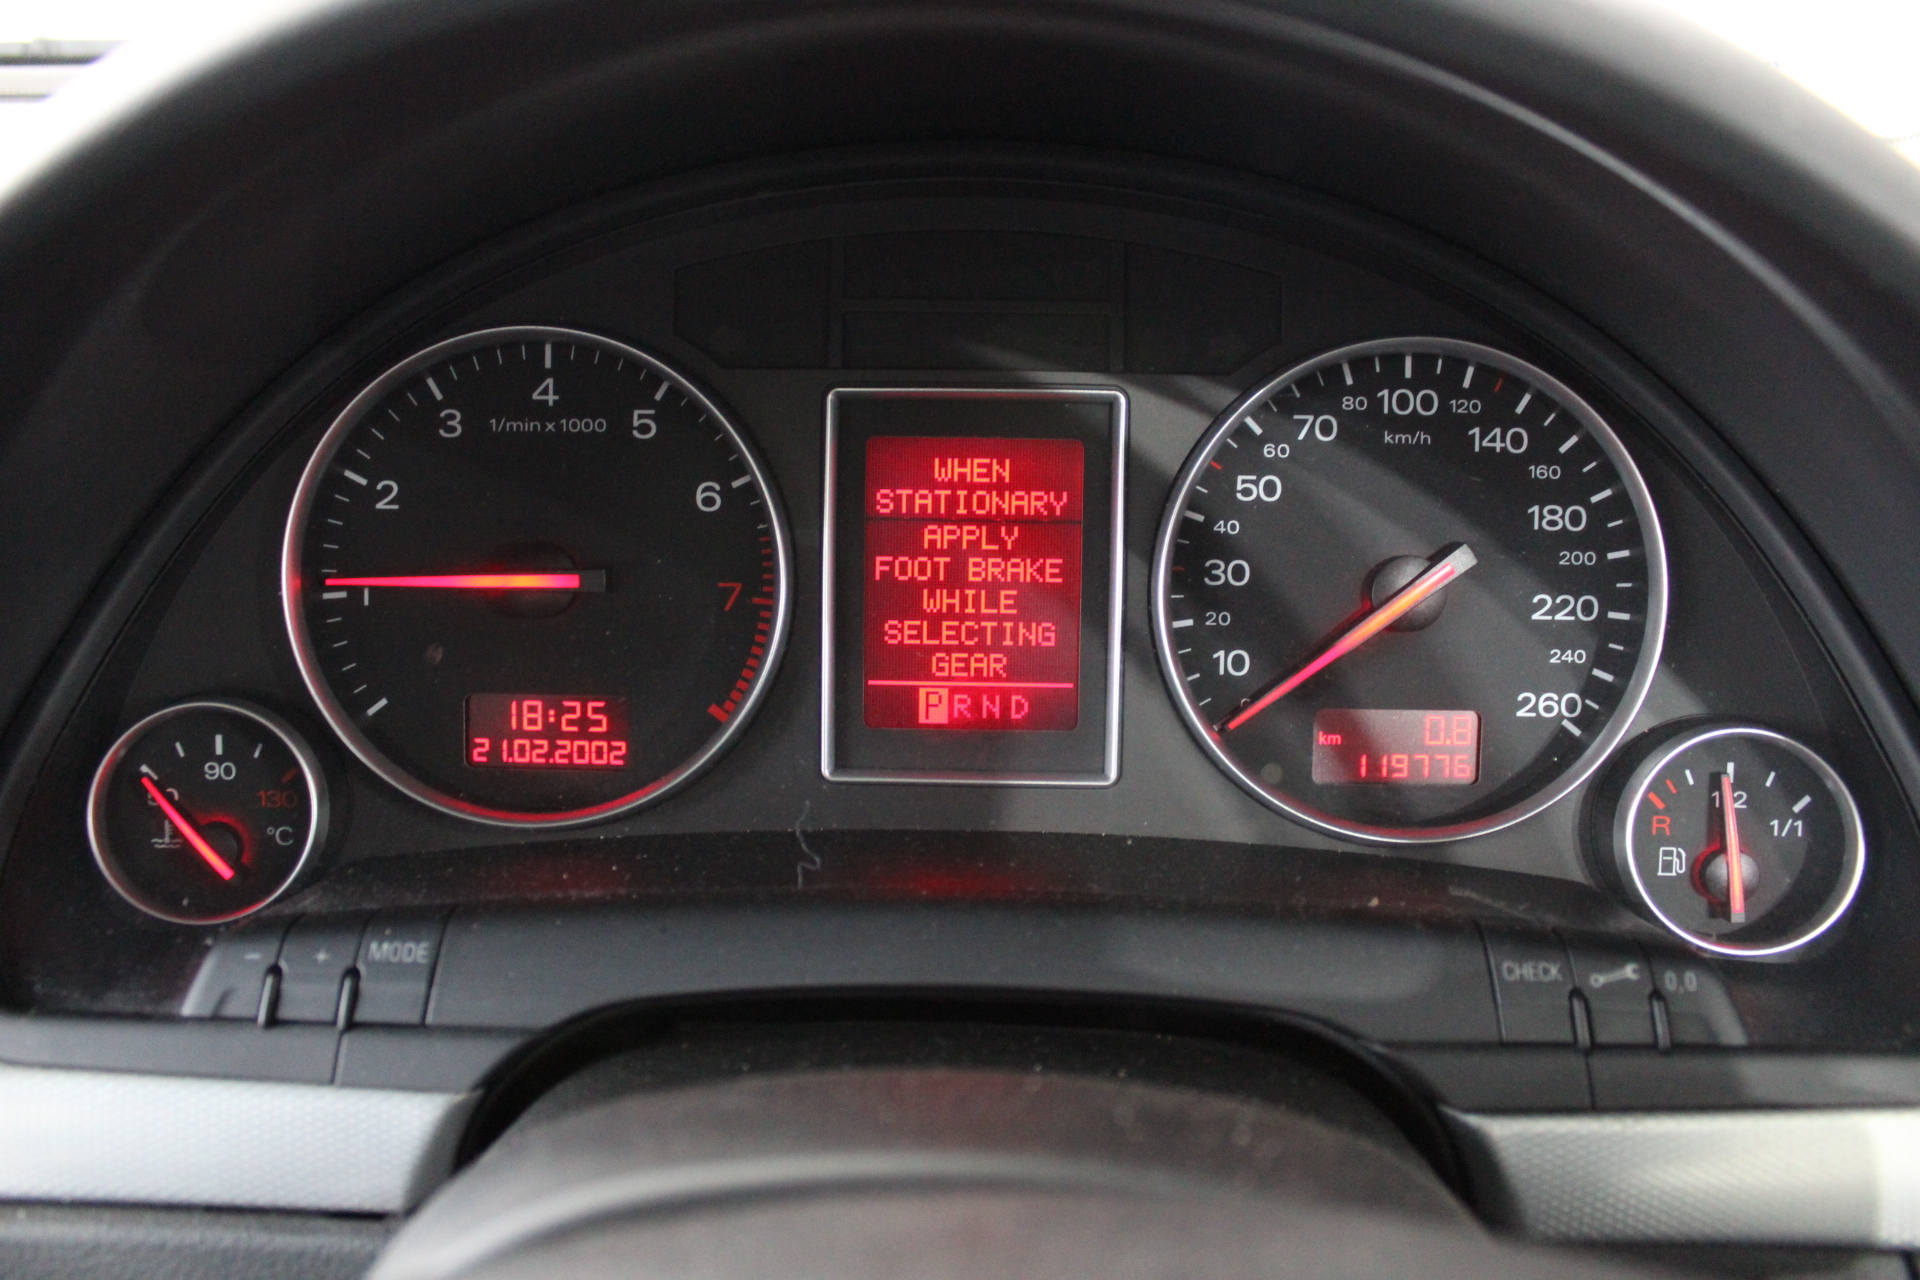 4
3
5
1/min x 1000
2
6
1
7
18:25
21.02.2002
90
130
°C
WHEN
STATIONARY
APPLY
FOOT BRAKE
WHILE
SELECTING
GEAR
P R N D
80 100 120
70
km/h
140
60
160
50
180
40
200
30
220
20
240
10
260
km 0.8
119776
R
1/1
- + MODE
CHECK 0,0